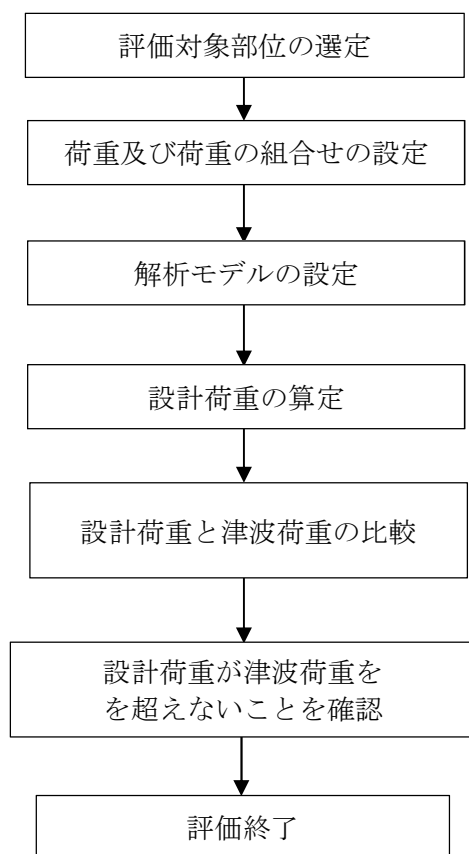 評価対象部位の選定
荷重及び荷重の組合せの設定
解析モデルの設定
設計荷重の算定
設計荷重と津波荷重の比較
設計荷重が津波荷重を
を超えないことを確認
評価終了